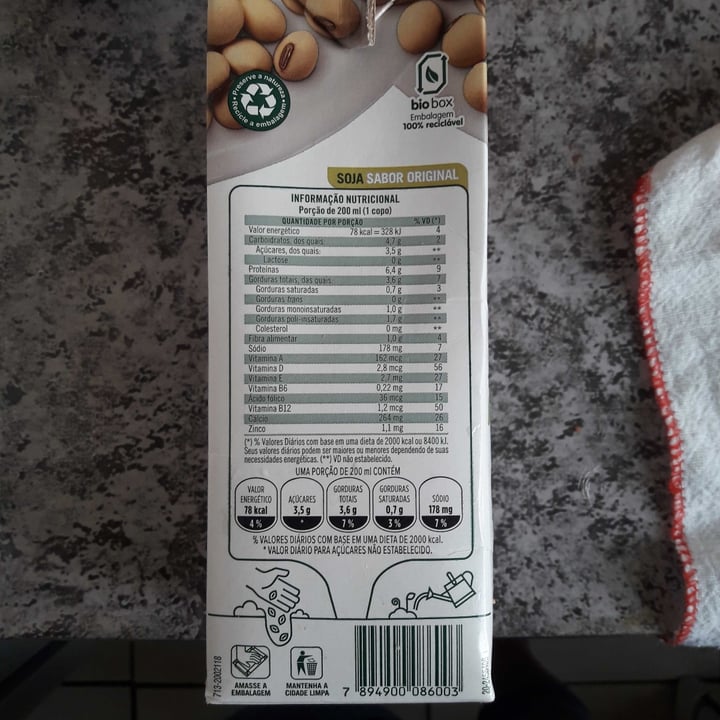 Preserve a natureza
Recicle a embalagem
bio box
Embalagem
100% reciclável
SOJA SABOR ORIGINAL
INFORMAÇÃO NUTRICIONAL
Porção de 200 ml (1 copo)
QUANTIDADE POR PORÇÃO % VD (*)
Valor energético 78 kcal = 328 kJ 4
Carboidratos, dos quais: 4,7 g 2
Açúcares, dos quais: 3,5 g **
Lactose 0 g **
Proteínas 6,4 g 9
Gorduras totais, das quais: 3,6 g 7
Gorduras saturadas 0,7 g 3
Gorduras trans 0 g **
Gorduras monoinsaturadas 1,0 g **
Gorduras poli-insaturadas 1,7 g **
Colesterol 0 mg **
Fibra alimentar 1,0 g 4
Sódio 178 mg 7
Vitamina A 162 mcg 27
Vitamina D 2,8 mcg 56
Vitamina E 2,7 mg 27
Vitamina B6 0,22 mg 17
Ácido fólico 36 mcg 15
Vitamina B12 1,2 mcg 50
Cálcio 264 mg 26
Zinco 1,1 mg 16
(*) % Valores Diários com base em uma dieta de 2000 kcal ou 8400 kJ.
Seus valores diários podem ser maiores ou menores dependendo de suas
necessidades energéticas. (**) VD não estabelecido.
UMA PORÇÃO DE 200 ml CONTÉM
VALOR ENERGÉTICO 78 kcal 4%
AÇÚCARES 3,5 g *
GORDURAS TOTAIS 3,6 g 7%
GORDURAS SATURADAS 0,7 g 3%
SÓDIO 178 mg 7%
% VALORES DIÁRIOS COM BASE EM UMA DIETA DE 2000 kcal.
* VALOR DIÁRIO PARA AÇÚCARES NÃO ESTABELECIDO.
713-2002118
AMASSE A
EMBALAGEM
MANTENHA A
CIDADE LIMPA
7 894900 086003